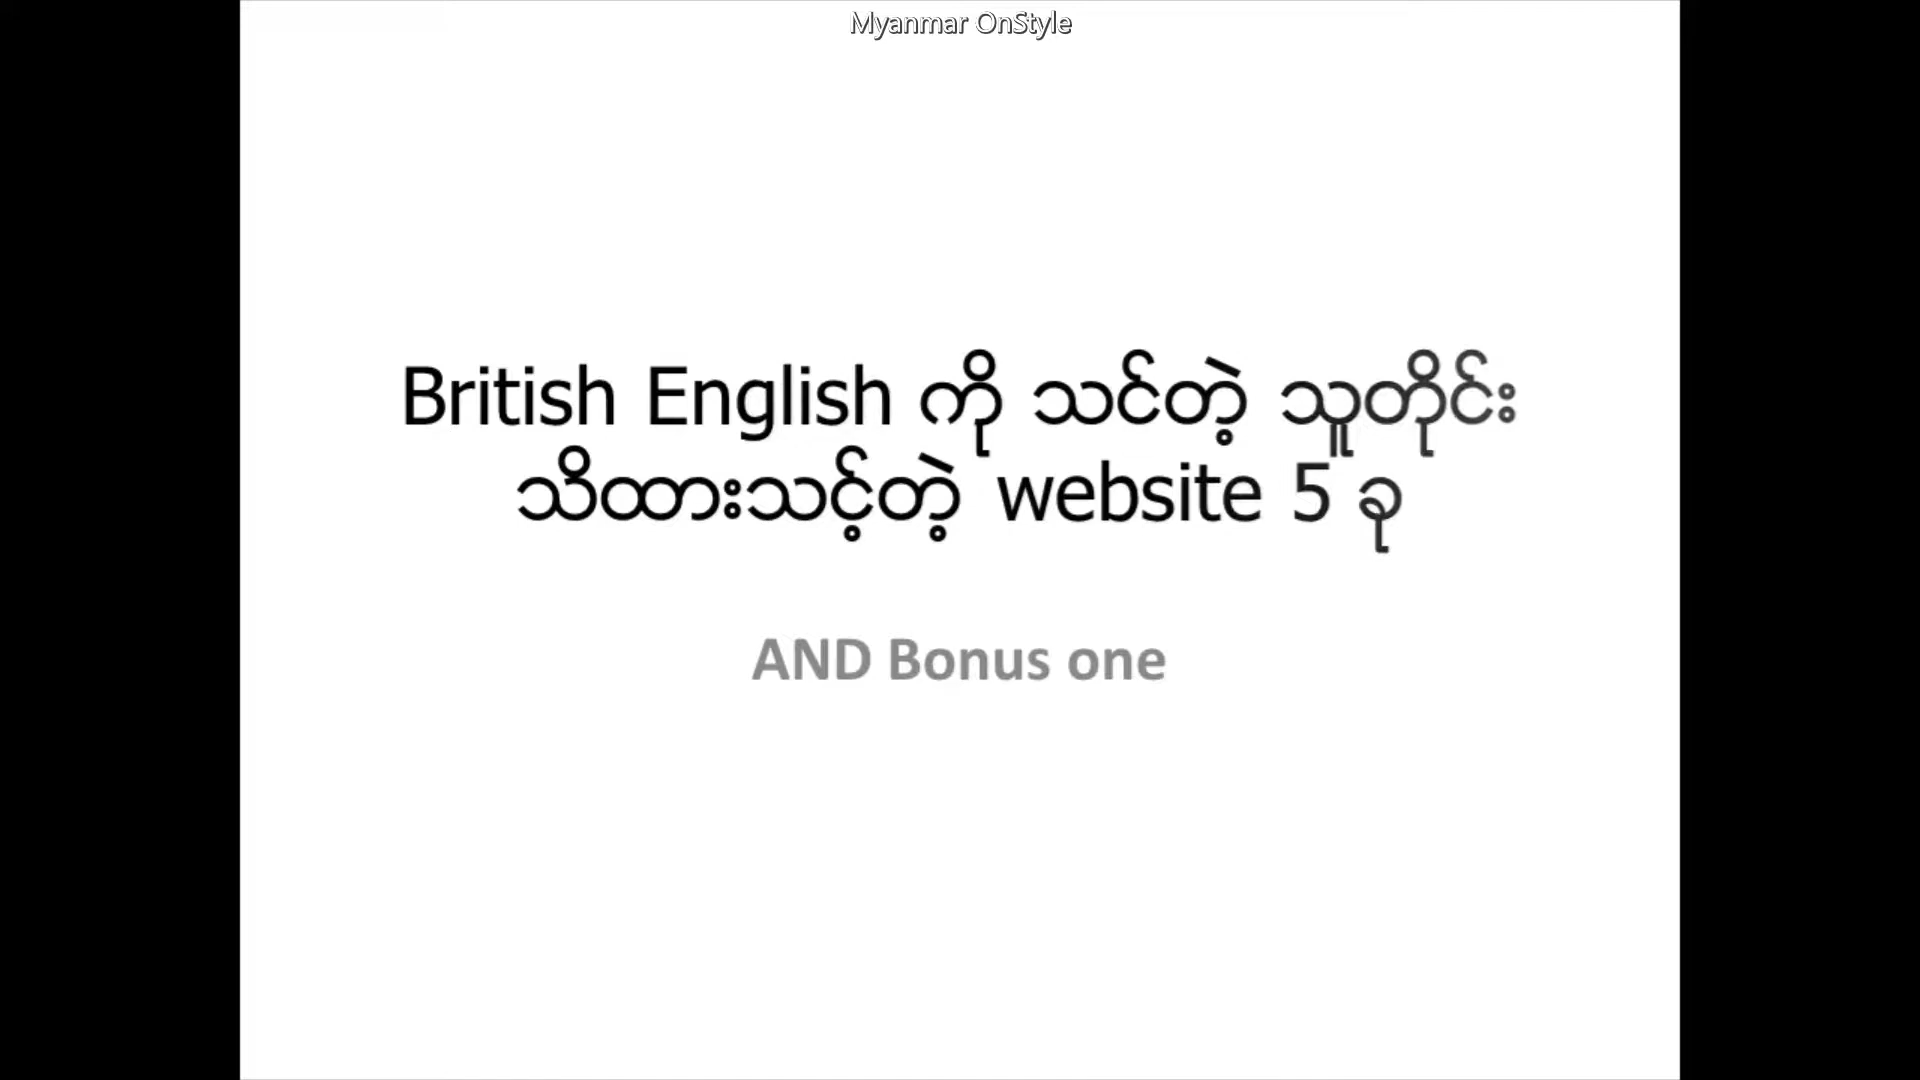 Myanmar OnStyle
British English ကို သင်တဲ့ သူတိုင်း
သိထားသင့်တဲ့ website 5 ခု
AND Bonus one